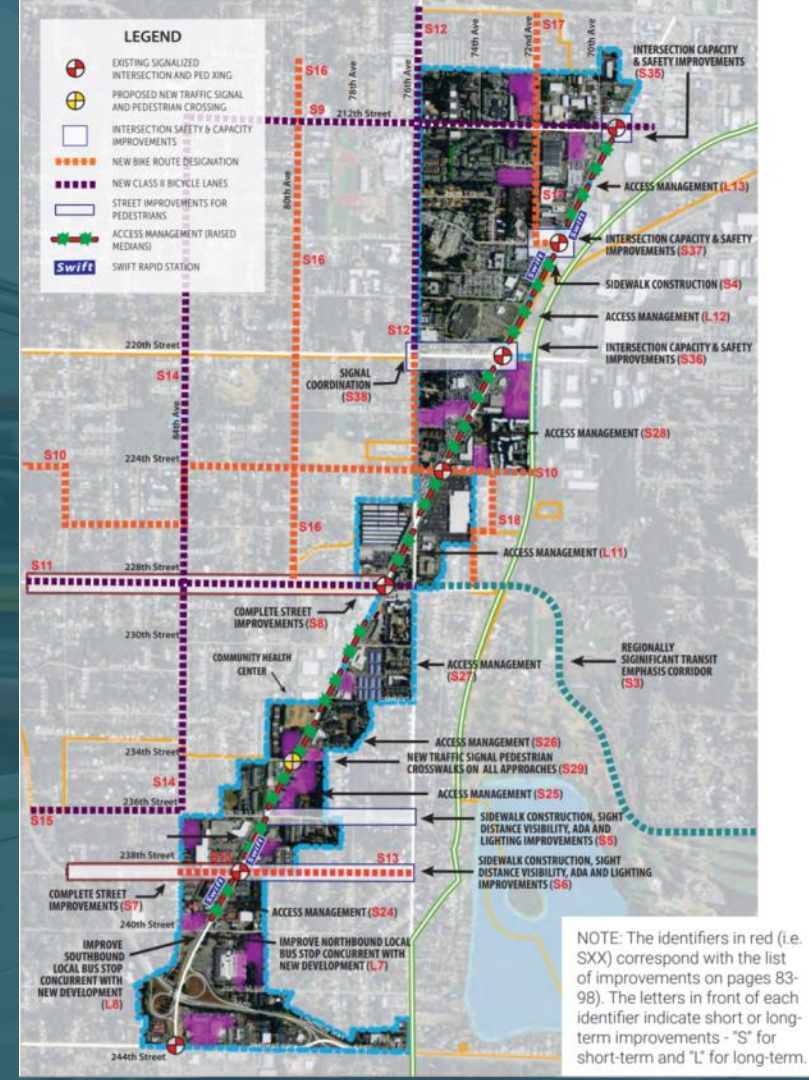 LEGEND
EXISTING SIGNALIZED
INTERSECTION AND PED XING
PROPOSED NEW TRAFFIC SIGNAL
AND PEDESTRIAN CROSSING
INTERSECTION SAFETY & CAPACITY
IMPROVEMENTS
NEW BIKE ROUTE DESIGNATION
NEW CLASS II BICYCLE LANES
STREET IMPROVEMENTS FOR
PEDESTRIANS
ACCESS MANAGEMENT (RAISED
MEDIANS)
Swift SWIFT RAPID STATION
S12
74th Ave
72nd Ave
S17
70th Ave
INTERSECTION CAPACITY
& SAFETY IMPROVEMENTS
(S35)
S16
78th Ave
76th Ave
S9
212th Street
80th Ave
S17
ACCESS MANAGEMENT (L13)
Swift
Swift
INTERSECTION CAPACITY & SAFETY
IMPROVEMENTS (S37)
S16
SIDEWALK CONSTRUCTION (S4)
ACCESS MANAGEMENT (L12)
S12
220th Street
INTERSECTION CAPACITY & SAFETY
IMPROVEMENTS (S36)
SIGNAL
COORDINATION
(S38)
S14
84th Ave
ACCESS MANAGEMENT (S28)
S10
224th Street
S10
S16
S18
ACCESS MANAGEMENT (L11)
S11
228th Street
COMPLETE STREET
IMPROVEMENTS (S8)
230th Street
COMMUNITY HEALTH
CENTER
ACCESS MANAGEMENT
(S27)
REGIONALLY
SIGINIFICANT TRANSIT
EMPHASIS CORRIDOR
(S3)
234th Street
ACCESS MANAGEMENT (S26)
NEW TRAFFIC SIGNAL PEDESTRIAN
CROSSWALKS ON ALL APPROACHES (S29)
S14
236th Street
ACCESS MANAGEMENT (S25)
S15
SIDEWALK CONSTRUCTION, SIGHT
DISTANCE VISIBILITY, ADA AND
LIGHTING IMPROVEMENTS (S5)
238th Street
Swift
S13
S13
SIDEWALK CONSTRUCTION, SIGHT
DISTANCE VISIBILITY, ADA AND LIGHTING
IMPROVEMENTS (S6)
Swift
COMPLETE STREET
IMPROVEMENTS (S7)
240th Street
ACCESS MANAGEMENT (S24)
IMPROVE
SOUTHBOUND
LOCAL BUS STOP
CONCURRENT WITH
NEW DEVELOPMENT
(L8)
IMPROVE NORTHBOUND LOCAL
BUS STOP CONCURRENT WITH
NEW DEVELOPMENT (L7)
244th Street
NOTE: The identifiers in red (i.e.
SXX) correspond with the list
of improvements on pages 83-
98). The letters in front of each
identifier indicate short or long-
term improvements - "S" for
short-term and "L" for long-term.